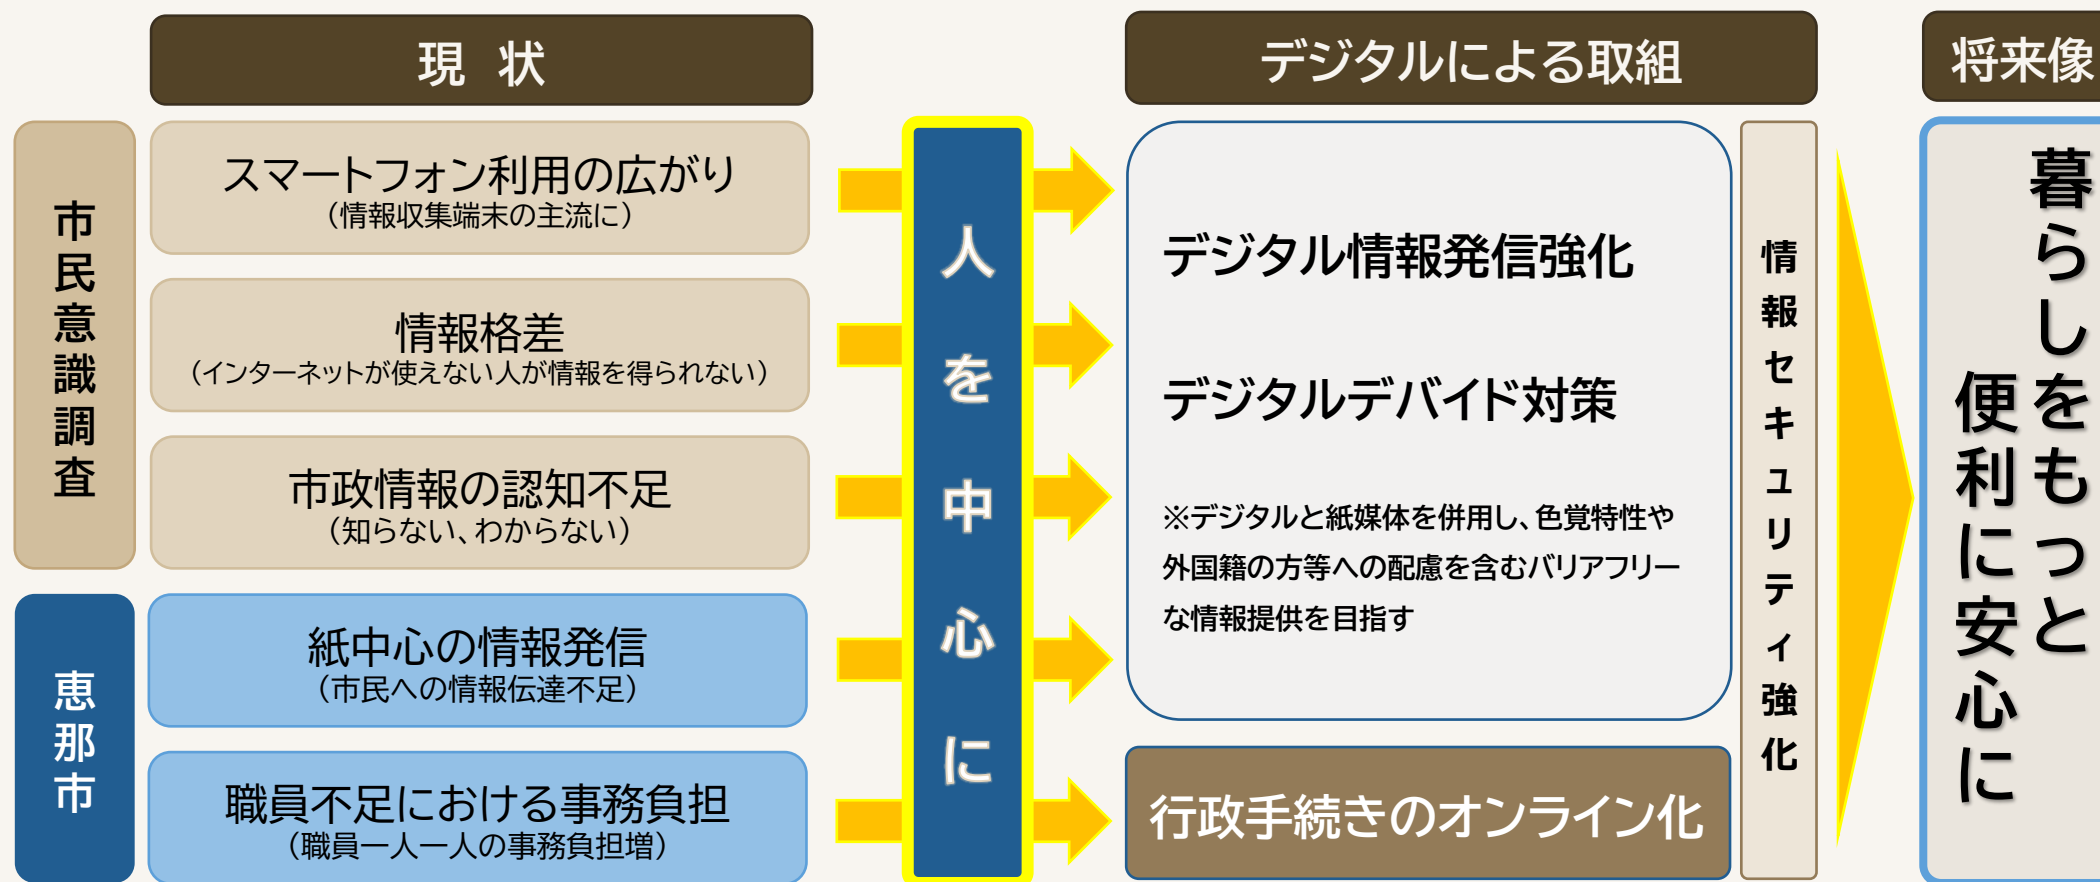 現 状
市民意識調査
スマートフォン利用の広がり
（情報収集端末の主流に）
情報格差
（インターネットが使えない人が情報を得られない）
市政情報の認知不足
（知らない、わからない）
恵那市
紙中心の情報発信
（市民への情報伝達不足）
職員不足における事務負担
（職員一人一人の事務負担増）
人を中心に
デジタルによる取組
デジタル情報発信強化
デジタルデバイド対策
※デジタルと紙媒体を併用し、色覚特性や
外国籍の方等への配慮を含むバリアフリー
な情報提供を目指す
行政手続きのオンライン化
情報セキュリティ強化
将来像
暮らしをもっと
便利に安心に